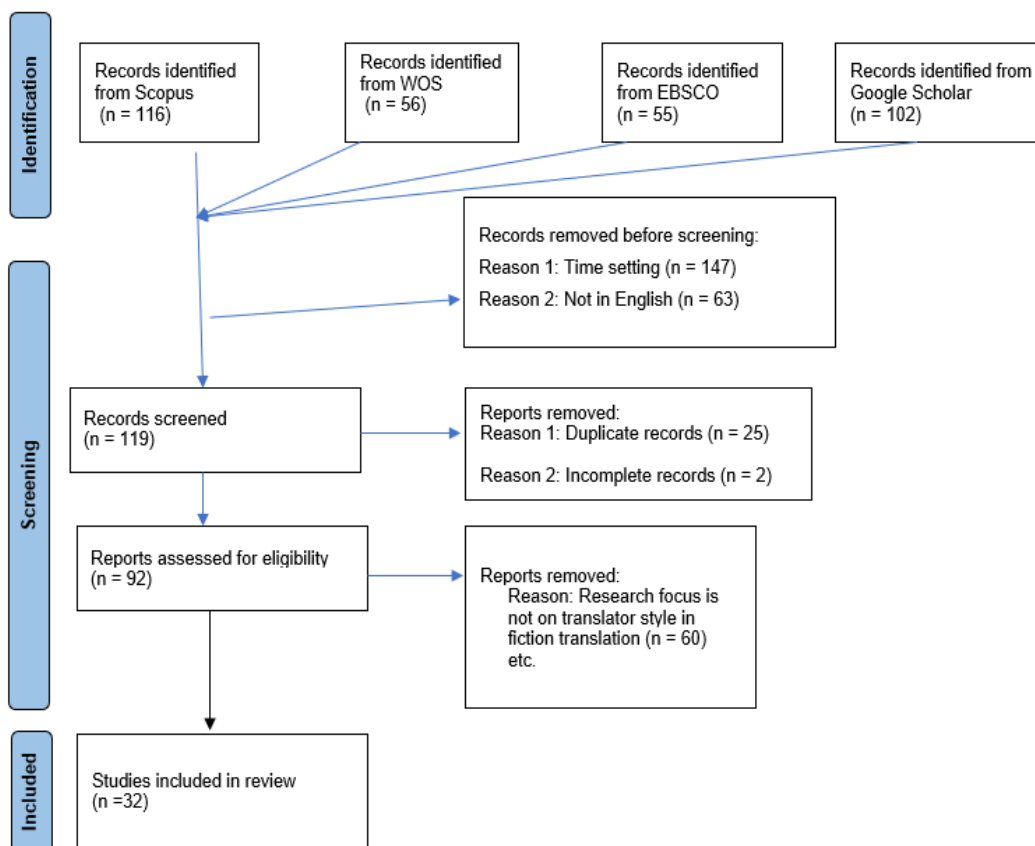 Identification
Records identified
from Scopus
(n = 116)
Records identified
from WOS
(n = 56)
Records identified
from EBSCO
(n = 55)
Records identified from
Google Scholar
(n = 102)
Records removed before screening:
Reason 1: Time setting (n = 147)
Reason 2: Not in English (n = 63)
Screening
Records screened
(n = 119)
Reports removed:
Reason 1: Duplicate records (n = 25)
Reason 2: Incomplete records (n = 2)
Reports assessed for eligibility
(n = 92)
Reports removed:
Reason: Research focus is
not on translator style in
fiction translation (n = 60)
etc.
Included
Studies included in review
(n =32)